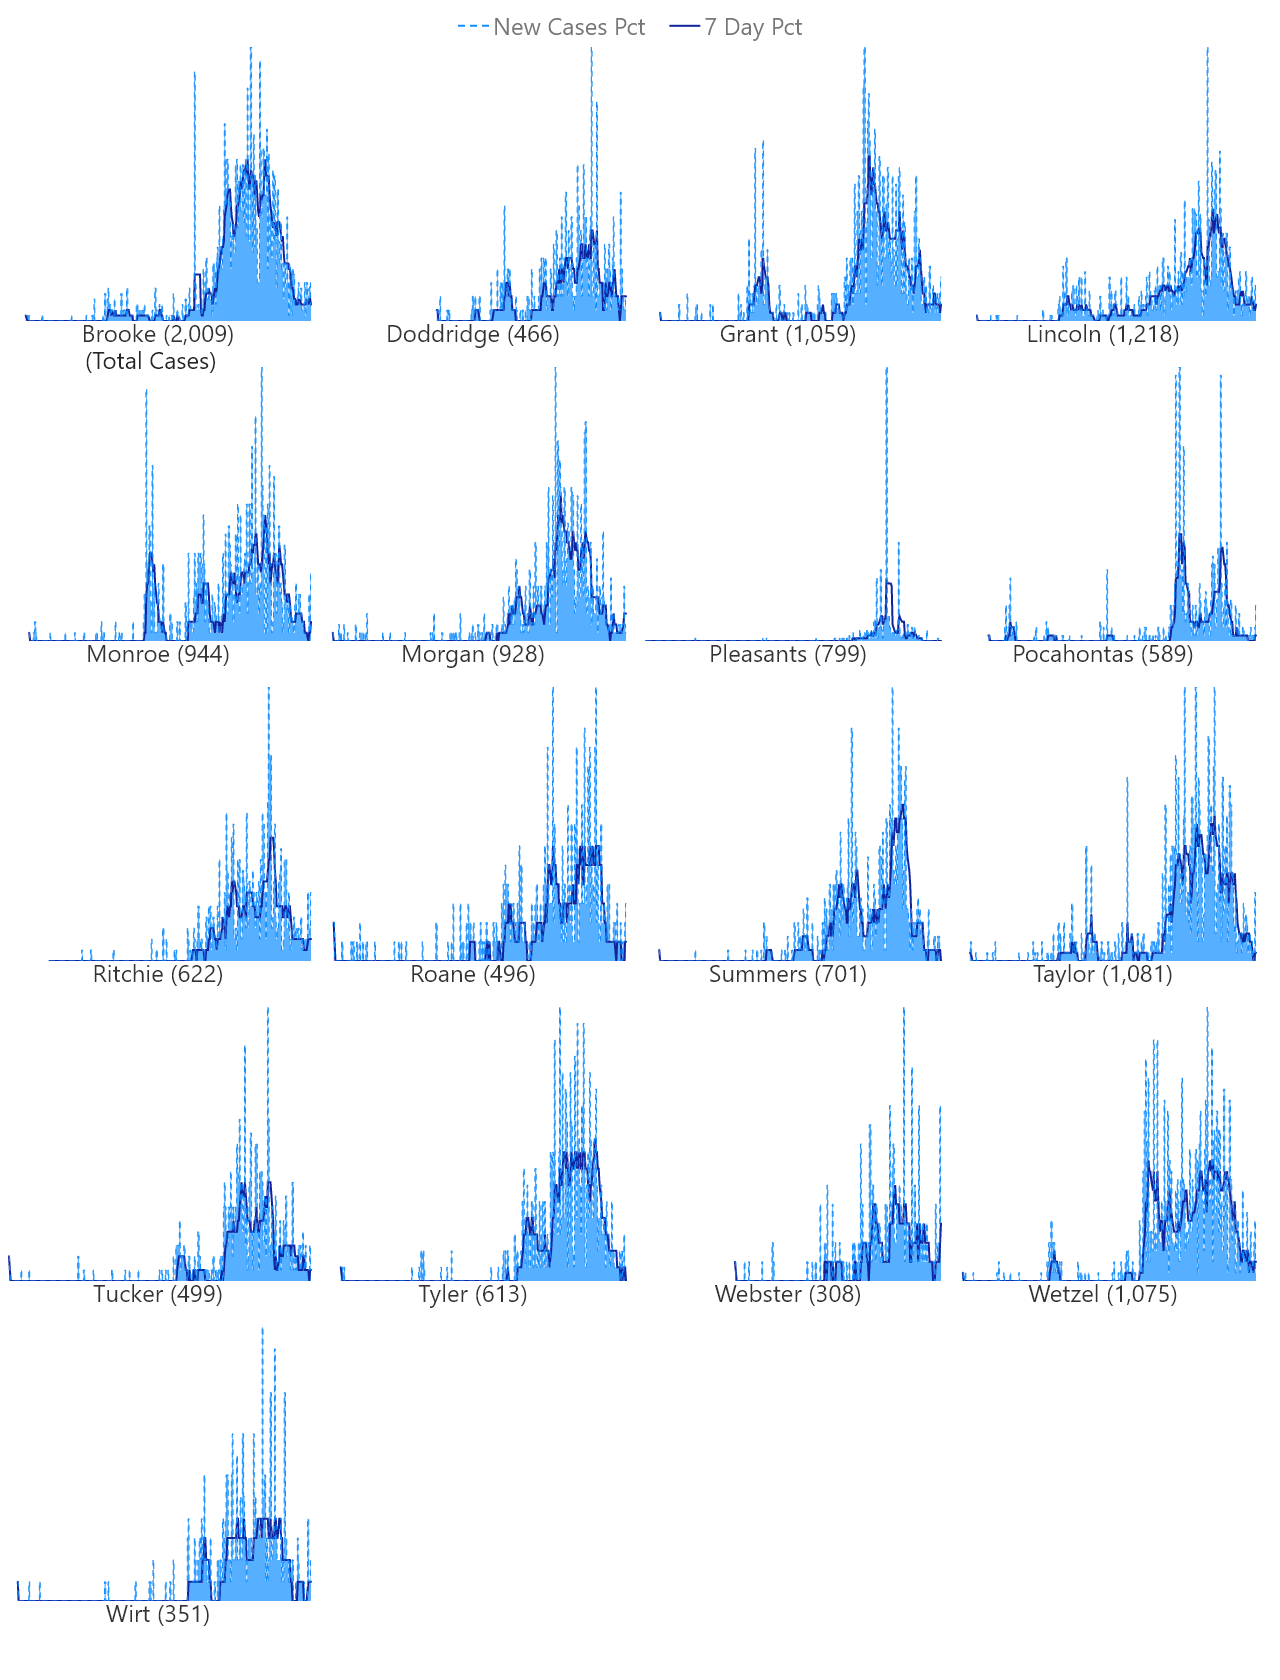 New Cases Pct 7 Day Pct
Brooke (2,009) Doddridge (466) Grant (1,059) Lincoln (1,218)
(Total Cases)
Monroe (944) Morgan (928) Pleasants (799) Pocahontas (589)
Ritchie (622) Roane (496) Summers (701) Taylor (1,081)
Tucker (499) Tyler (613) Webster (308) Wetzel (1,075)
Wirt (351)